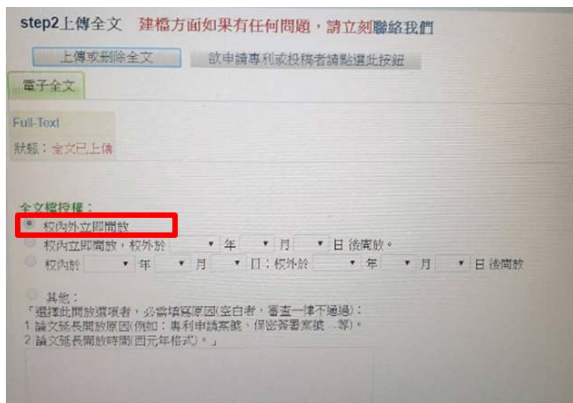 step2上傳全文 建檔方面如果有任何問題，請立刻聯絡我們
上傳或刪除全文 欲申請專利或投稿者請點選此按鈕
電子全文
Full-Text
狀態：全文已上傳
全文檔授權：
校內外立即開放
校內立即開放，校外於 年 月 日後開放。
校內於 年 月 日；校外於 年 月 日後開放
其他：
「選擇此開放選項者，必需填寫原因(空白者，審查一律不通過)：
1 論文延長開放原因(例如：專利申請案號、保密簽署案號...等)。
2 論文延長開放時間(西元年格式)。」